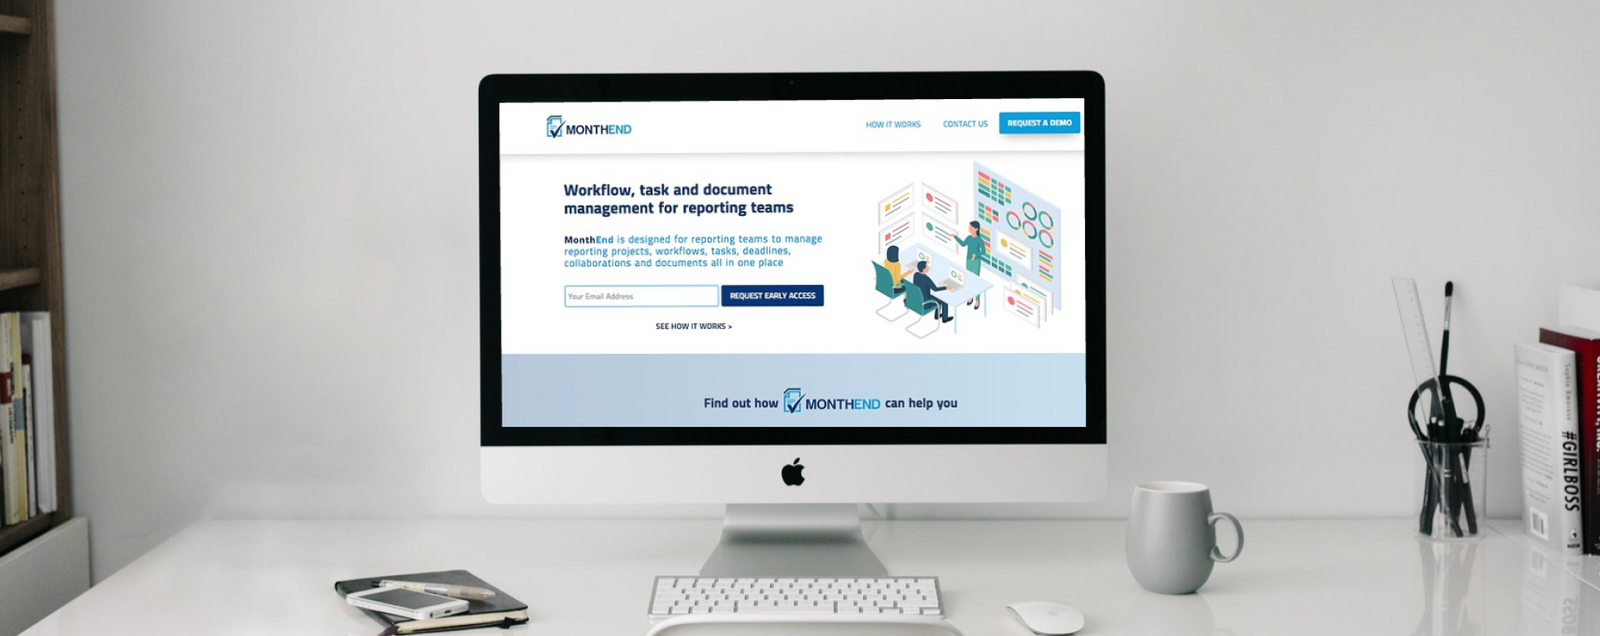 MONTHEND
HOW IT WORKS
CONTACT US
REQUEST A DEMO
Workflow, task and document
management for reporting teams
MonthEnd is designed for reporting teams to manage
reporting projects, workflows, tasks, deadlines,
collaborations and documents all in one place
Your Email Address
REQUEST EARLY ACCESS
SEE HOW IT WORKS >
Find out how MONTHEND can help you
#GIRLBOSS